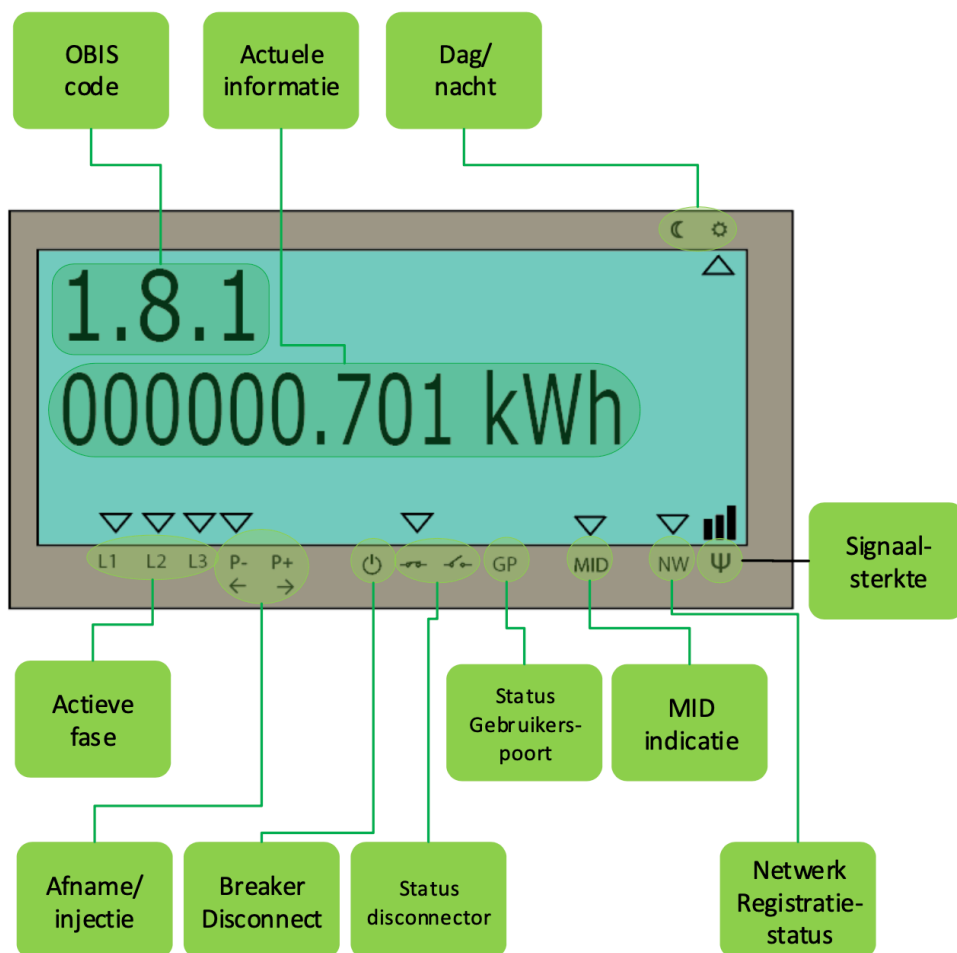 OBIS
code
Actuele
informatie
Dag/
nacht
1.8.1
000000.701 kWh
L1 L2 L3 P- P+ GP MID NW
← →
Signaal-
sterkte
Actieve
fase
Status
Gebruikers-
poort
MID
indicatie
Afname/
injectie
Breaker
Disconnect
Status
disconnector
Netwerk
Registratie-
status